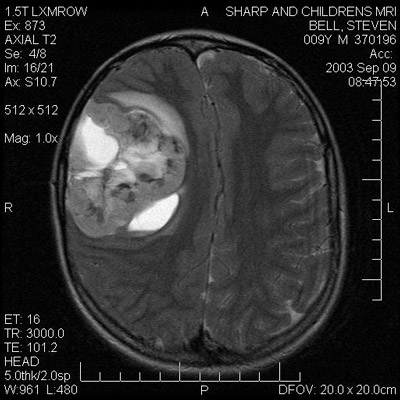 1.5T LXMROW
Ex: 873
AXIAL T2
Se: 4/8
Im: 16/21
Ax: S10.7
512 x 512
Mag: 1.0x
A
SHARP AND CHILDRENS MRI
BELL, STEVEN
009Y M 370196
Acc:
2003 Sep 09
08:47:53
R
L
ET: 16
TR: 3000.0
TE: 101.2
HEAD
5.0thk/2.0sp
W:961 L:480
P
DFOV: 20.0 x 20.0cm